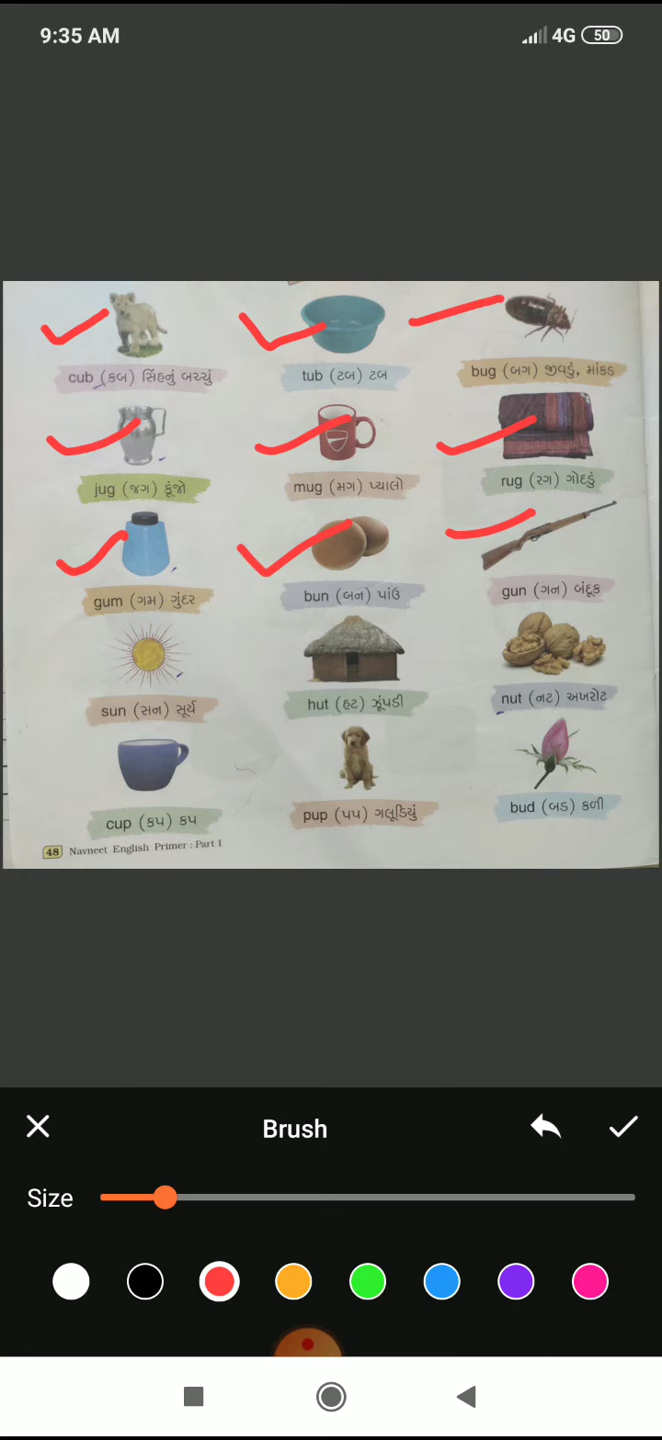 9:35 AM 4G 50
cub (કબ) સિંહનું બચ્ચું
tub (ટબ) ટબ
bug (બગ) જીવડું, માંકડ
jug (જગ) કૂંજો
mug (મગ) પ્યાલો
rug (રગ) ગોદડું
gum (ગમ) ગુંદર
bun (બન) પાંઉ
gun (ગન) બંદૂક
sun (સન) સૂર્ય
hut (હટ) ઝૂંપડી
nut (નટ) અખરોટ
cup (કપ) કપ
pup (પપ) ગલૂડિયું
bud (બડ) કળી
48 Navneet English Primer : Part I
Brush
Size